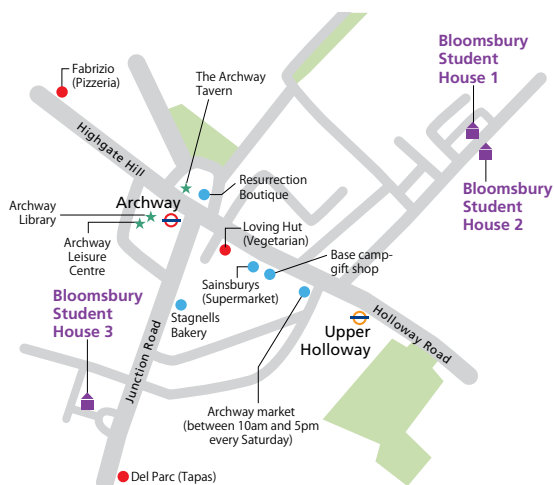 Fabrizio
(Pizzeria)
The Archway
Tavern
Bloomsbury
Student
House 1
Highgate Hill
Bloomsbury
Student
House 2
Resurrection
Boutique
Archway
Archway
Library
Archway
Leisure
Centre
Loving Hut
(Vegetarian)
Base camp-
gift shop
Sainsburys
(Supermarket)
Bloomsbury
Student
House 3
Stagnells
Bakery
Junction Road
Upper
Holloway
Holloway Road
Archway market
(between 10am and 5pm
every Saturday)
Del Parc (Tapas)